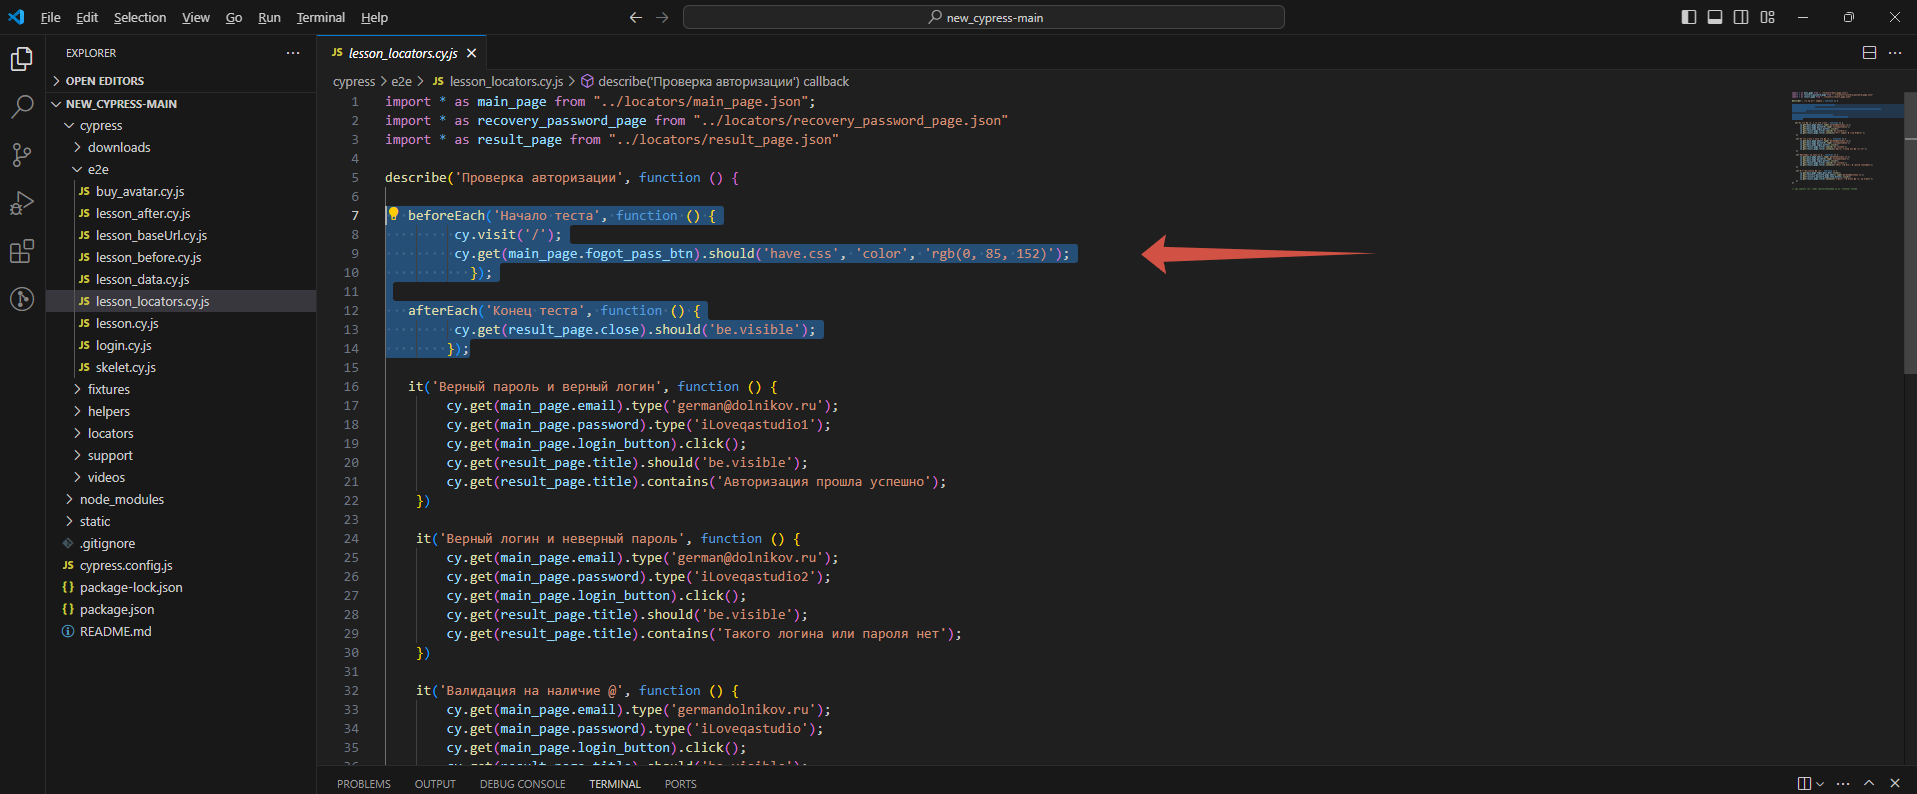 File Edit Selection View Go Run Terminal Help
new_cypress-main
EXPLORER
OPEN EDITORS
NEW_CYPRESS-MAIN
cypress
downloads
e2e
JS buy_avatar.cy.js
JS lesson_after.cy.js
JS lesson_baseUrl.cy.js
JS lesson_before.cy.js
JS lesson_data.cy.js
JS lesson_locators.cy.js
JS lesson.cy.js
JS login.cy.js
JS skelet.cy.js
fixtures
helpers
locators
support
videos
node_modules
static
.gitignore
JS cypress.config.js
{} package-lock.json
{} package.json
README.md
JS lesson_locators.cy.js
cypress > e2e > JS lesson_locators.cy.js > describe('Проверка авторизации') callback
1 import * as main_page from "../locators/main_page.json";
2 import * as recovery_password_page from "../locators/recovery_password_page.json"
3 import * as result_page from "../locators/result_page.json"
4
5 describe('Проверка авторизации', function () {
6
7 beforeEach('Начало теста', function () {
8 cy.visit('/');
9 cy.get(main_page.fogot_pass_btn).should('have.css', 'color', 'rgb(0, 85, 152)');
10 });
11
12 afterEach('Конец теста', function () {
13 cy.get(result_page.close).should('be.visible');
14 });
15
16 it('Верный пароль и верный логин', function () {
17 cy.get(main_page.email).type('german@dolnikov.ru');
18 cy.get(main_page.password).type('iLoveqastudio1');
19 cy.get(main_page.login_button).click();
20 cy.get(result_page.title).should('be.visible');
21 cy.get(result_page.title).contains('Авторизация прошла успешно');
22 })
23
24 it('Верный логин и неверный пароль', function () {
25 cy.get(main_page.email).type('german@dolnikov.ru');
26 cy.get(main_page.password).type('iLoveqastudio2');
27 cy.get(main_page.login_button).click();
28 cy.get(result_page.title).should('be.visible');
29 cy.get(result_page.title).contains('Такого логина или пароля нет');
30 })
31
32 it('Валидация на наличие @', function () {
33 cy.get(main_page.email).type('germandolnikov.ru');
34 cy.get(main_page.password).type('iLoveqastudio');
35 cy.get(main_page.login_button).click();
PROBLEMS OUTPUT DEBUG CONSOLE TERMINAL PORTS